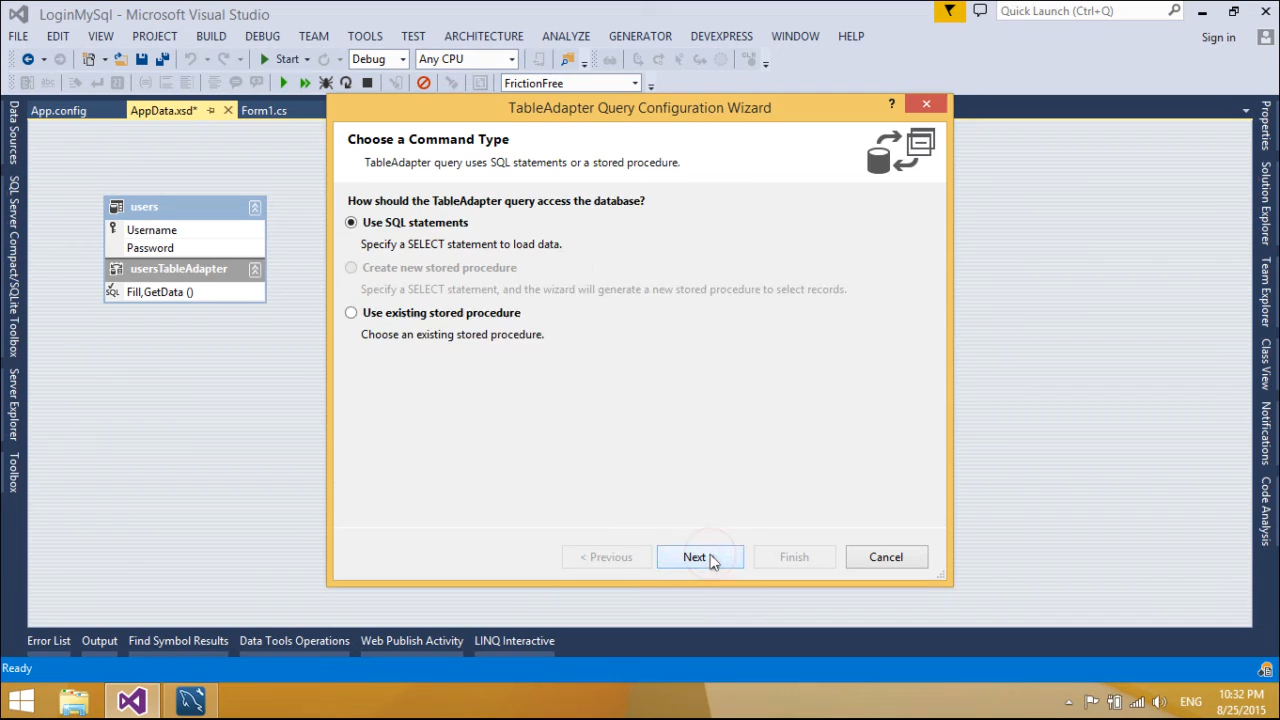 LoginMySql - Microsoft Visual Studio
Quick Launch (Ctrl+Q)
FILE EDIT VIEW PROJECT BUILD DEBUG TEAM TOOLS TEST ARCHITECTURE ANALYZE GENERATOR DEVEXPRESS WINDOW HELP
Sign in
Start Debug Any CPU
FrictionFree
App.config AppData.xsd* Form1.cs
TableAdapter Query Configuration Wizard
?
Choose a Command Type
TableAdapter query uses SQL statements or a stored procedure.
How should the TableAdapter query access the database?
Use SQL statements
Specify a SELECT statement to load data.
Create new stored procedure
Specify a SELECT statement, and the wizard will generate a new stored procedure to select records.
Use existing stored procedure
Choose an existing stored procedure.
< Previous Next Finish Cancel
users
Username
Password
usersTableAdapter
SQL Fill,GetData ()
Data Sources
SQL Server Compact/SQLite Toolbox
Server Explorer
Toolbox
Properties
Solution Explorer
Team Explorer
Class View
Notifications
Code Analysis
Error List Output Find Symbol Results Data Tools Operations Web Publish Activity LINQ Interactive
Ready
ENG
10:32 PM
8/25/2015